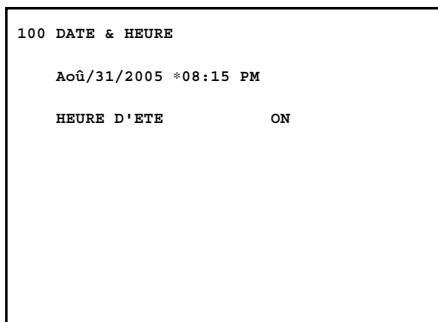 100 DATE & HEURE
Aoû/31/2005 *08:15 PM
HEURE D'ETE ON